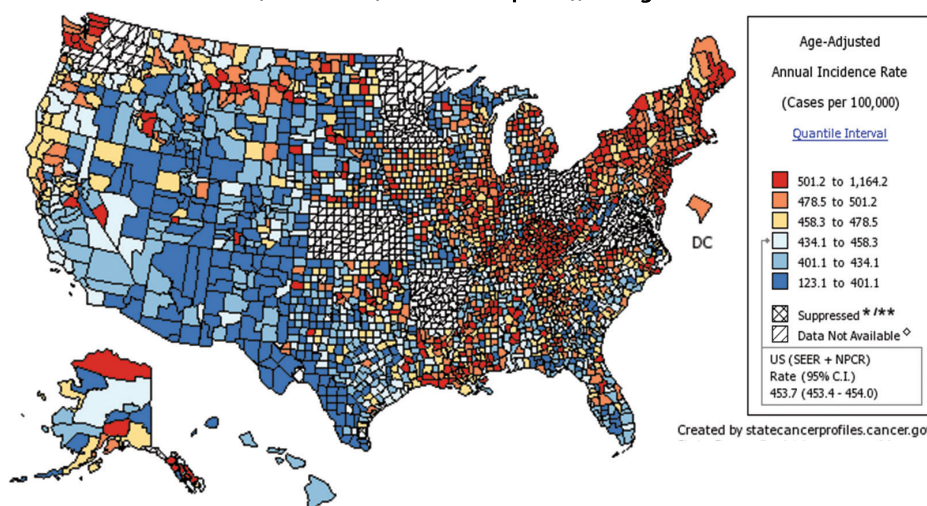 Age-Adjusted
Annual Incidence Rate
(Cases per 100,000)
Quantile Interval
501.2 to 1,164.2
478.5 to 501.2
458.3 to 478.5
434.1 to 458.3
401.1 to 434.1
123.1 to 401.1
Suppressed */**
Data Not Available ◇
US (SEER + NPCR)
Rate (95% C.I.)
453.7 (453.4 - 454.0)
DC
Created by statecancerprofiles.cancer.gov